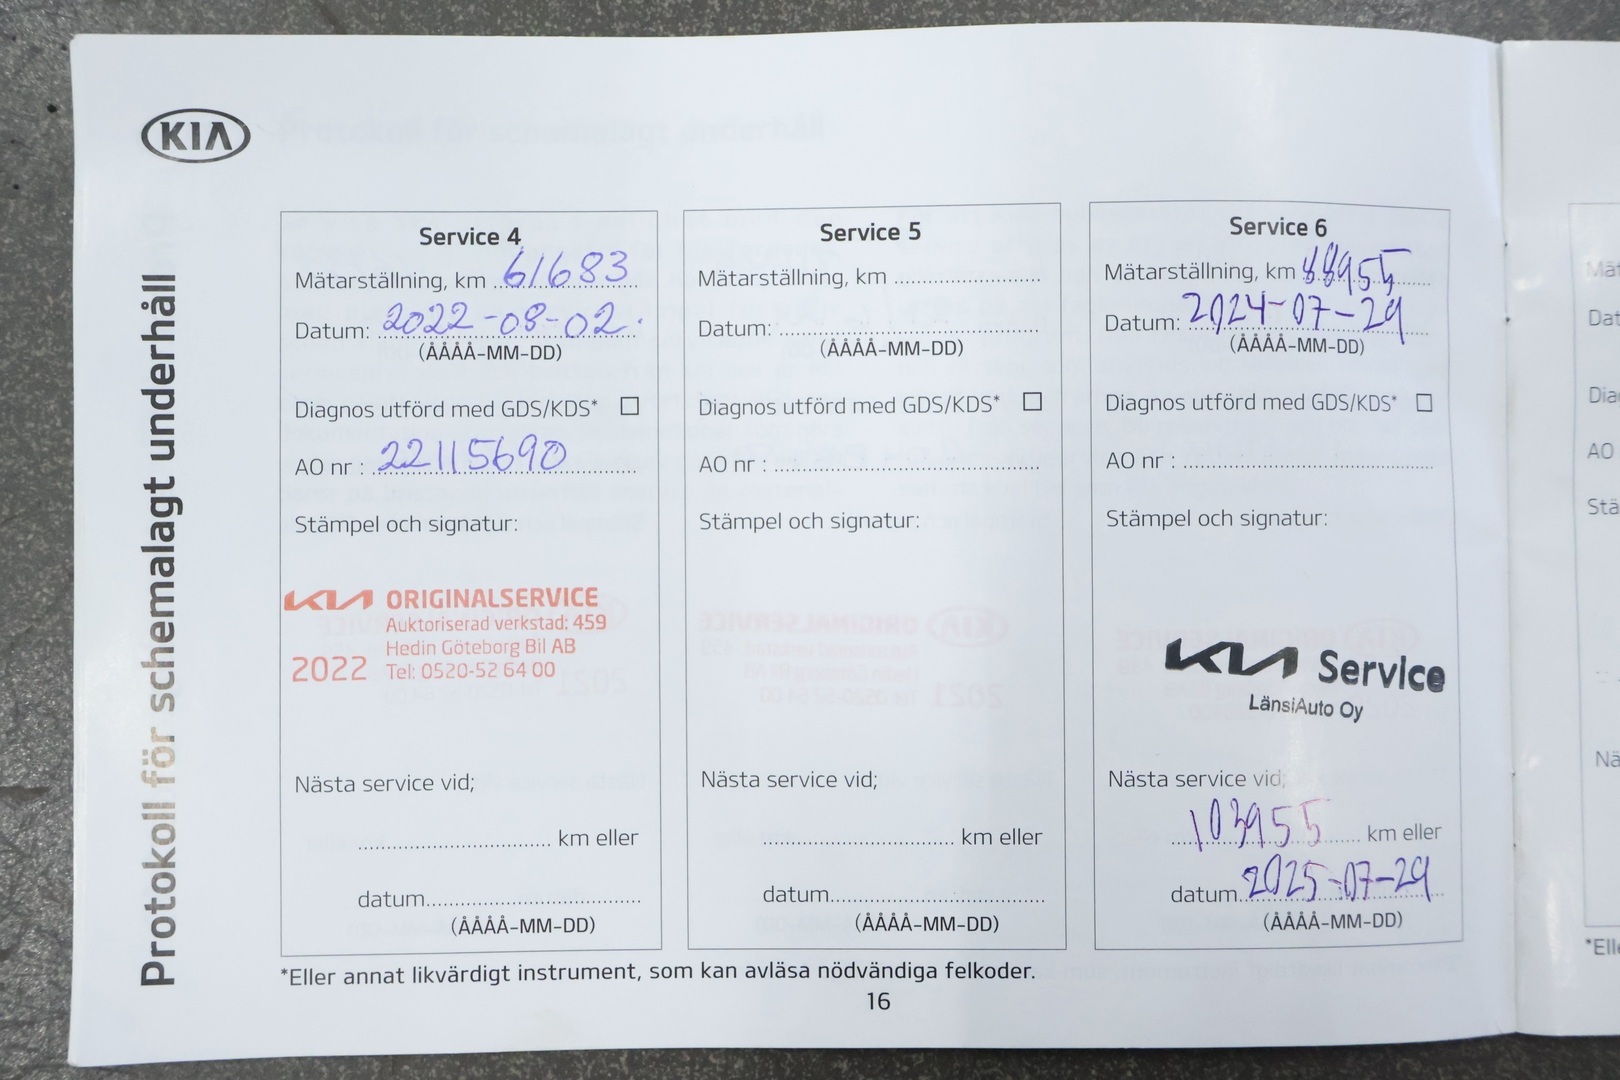 KIA
Protokoll för schemalagt underhåll
Service 4
Mätarställning, km 61683
Datum: 2022-08-02.
(ÅÅÅÅ-MM-DD)
Diagnos utförd med GDS/KDS* ☐
AO nr : 22115690
Stämpel och signatur:
KIA ORIGINALSERVICE
Auktoriserad verkstad: 459
Hedin Göteborg Bil AB
2022 Tel: 0520-52 64 00
Nästa service vid;
km eller
datum
(ÅÅÅÅ-MM-DD)
Service 5
Mätarställning, km
Datum:
(ÅÅÅÅ-MM-DD)
Diagnos utförd med GDS/KDS* ☐
AO nr :
Stämpel och signatur:
Nästa service vid;
km eller
datum
(ÅÅÅÅ-MM-DD)
Service 6
Mätarställning, km 88955
Datum: 2024-07-29
(ÅÅÅÅ-MM-DD)
Diagnos utförd med GDS/KDS* ☐
AO nr :
Stämpel och signatur:
KIA Service
LänsiAuto Oy
Nästa service vid;
103955 km eller
datum 2025-07-29
(ÅÅÅÅ-MM-DD)
*Eller annat likvärdigt instrument, som kan avläsa nödvändiga felkoder.
16